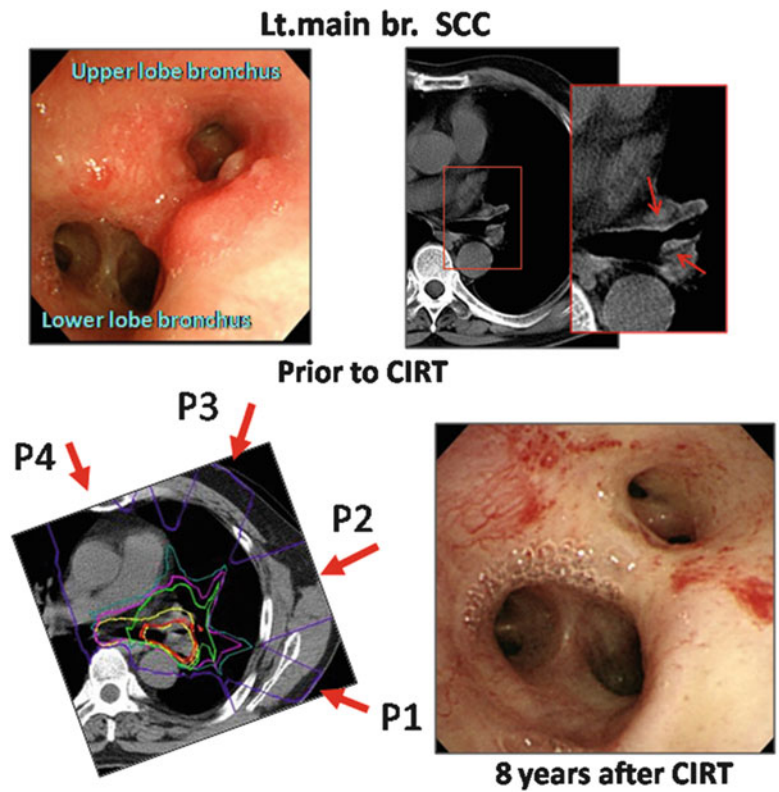 Lt.main br. SCC
Upper lobe bronchus
Lower lobe bronchus
Prior to CIRT
P3
P4
P2
P1
8 years after CIRT